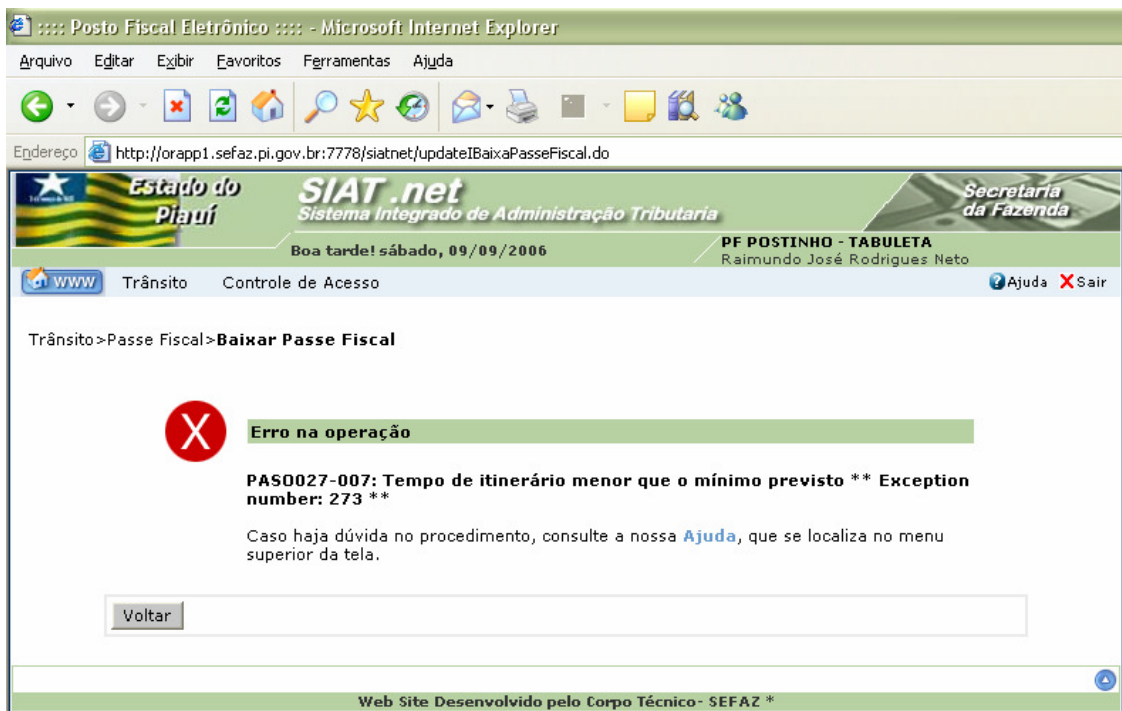 :::: Posto Fiscal Eletrônico :::: - Microsoft Internet Explorer
Arquivo Editar Exibir Favoritos Ferramentas Ajuda
Endereço http://orapp1.sefaz.pi.gov.br:7778/siatnet/updateIBaixaPasseFiscal.do
Estado do Piauí
SIAT.net
Sistema Integrado de Administração Tributaria
Secretaria da Fazenda
Boa tarde! sábado, 09/09/2006
PF POSTINHO - TABULETA
Raimundo José Rodrigues Neto
WWW Trânsito Controle de Acesso Ajuda X Sair
Trânsito>Passe Fiscal>Baixar Passe Fiscal
X
Erro na operação
PAS0027-007: Tempo de itinerário menor que o mínimo previsto ** Exception
number: 273 **
Caso haja dúvida no procedimento, consulte a nossa Ajuda, que se localiza no menu
superior da tela.
Voltar
Web Site Desenvolvido pelo Corpo Técnico- SEFAZ *